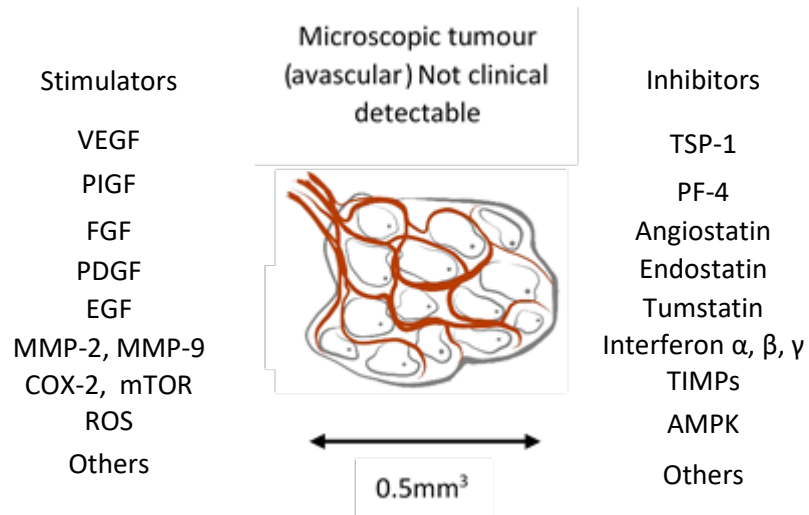 Stimulators
VEGF
PIGF
FGF
PDGF
EGF
MMP-2, MMP-9
COX-2, mTOR
ROS
Others
Microscopic tumour
(avascular) Not clinical
detectable
0.5mm³
Inhibitors
TSP-1
PF-4
Angiostatin
Endostatin
Tumstatin
Interferon α, β, γ
TIMPs
AMPK
Others